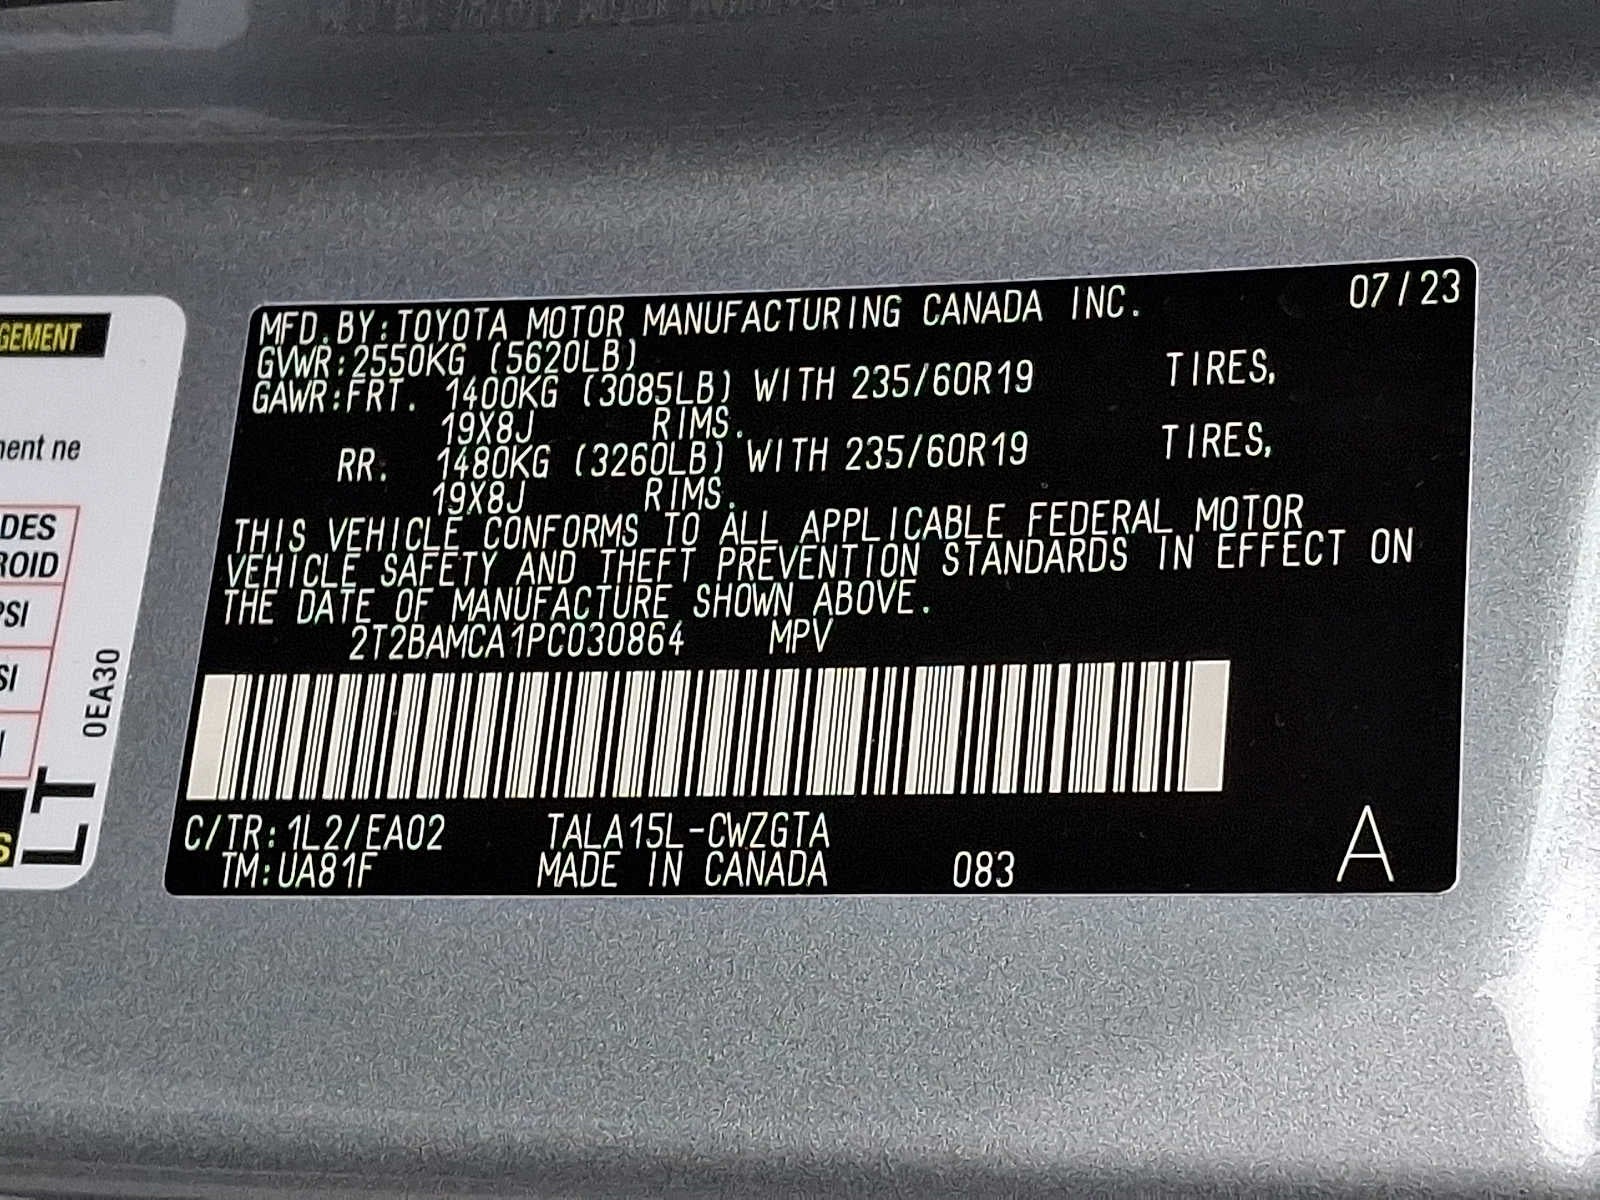 GEMENT
ment ne
DES
ROID
PSI
SI
LT 0EA30
MFD.BY:TOYOTA MOTOR MANUFACTURING CANADA INC. 07/23
GVWR:2550KG (5620LB)
GAWR:FRT. 1400KG (3085LB) WITH 235/60R19 TIRES,
19X8J RIMS.
RR. 1480KG (3260LB) WITH 235/60R19 TIRES,
19X8J RIMS.
THIS VEHICLE CONFORMS TO ALL APPLICABLE FEDERAL MOTOR
VEHICLE SAFETY AND THEFT PREVENTION STANDARDS IN EFFECT ON
THE DATE OF MANUFACTURE SHOWN ABOVE.
2T2BAMCA1PC030864 MPV
C/TR:1L2/EA02 TALA15L-CWZGTA
TM:UA81F MADE IN CANADA 083 A